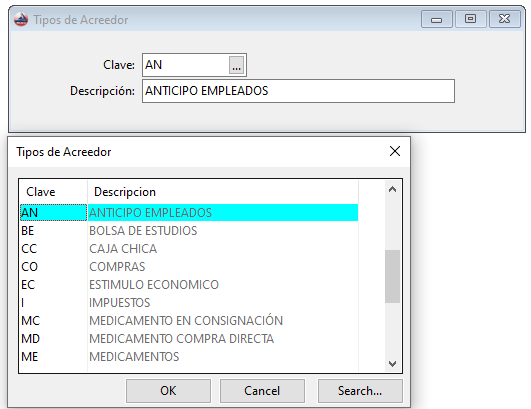 Tipos de Acreedor
Clave: AN ...
Descripción: ANTICIPO EMPLEADOS
Tipos de Acreedor
Clave Descripcion
AN ANTICIPO EMPLEADOS
BE BOLSA DE ESTUDIOS
CC CAJA CHICA
CO COMPRAS
EC ESTIMULO ECONOMICO
I IMPUESTOS
MC MEDICAMENTO EN CONSIGNACIÓN
MD MEDICAMENTO COMPRA DIRECTA
ME MEDICAMENTOS
OK Cancel Search...